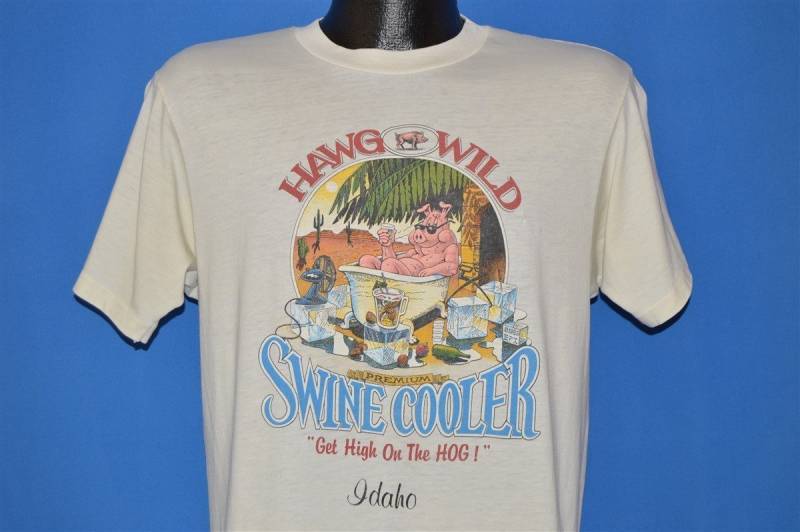 HAWG WILD
PREMIUM
SWINE COOLER
"Get High On The HOG!"
Idaho